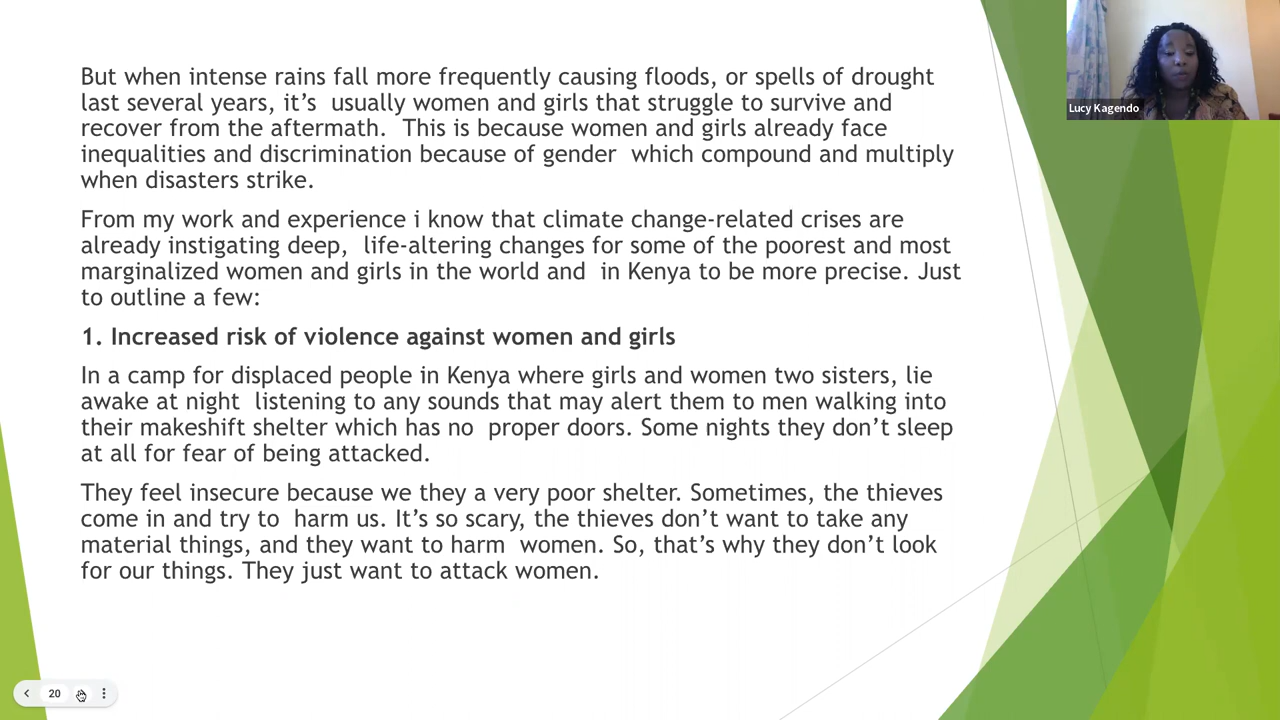 But when intense rains fall more frequently causing floods, or spells of drought
last several years, it’s usually women and girls that struggle to survive and
recover from the aftermath. This is because women and girls already face
inequalities and discrimination because of gender which compound and multiply
when disasters strike.
From my work and experience i know that climate change-related crises are
already instigating deep, life-altering changes for some of the poorest and most
marginalized women and girls in the world and in Kenya to be more precise. Just
to outline a few:
1. Increased risk of violence against women and girls
In a camp for displaced people in Kenya where girls and women two sisters, lie
awake at night listening to any sounds that may alert them to men walking into
their makeshift shelter which has no proper doors. Some nights they don’t sleep
at all for fear of being attacked.
They feel insecure because we they a very poor shelter. Sometimes, the thieves
come in and try to harm us. It’s so scary, the thieves don’t want to take any
material things, and they want to harm women. So, that’s why they don’t look
for our things. They just want to attack women.
Lucy Kagendo
20